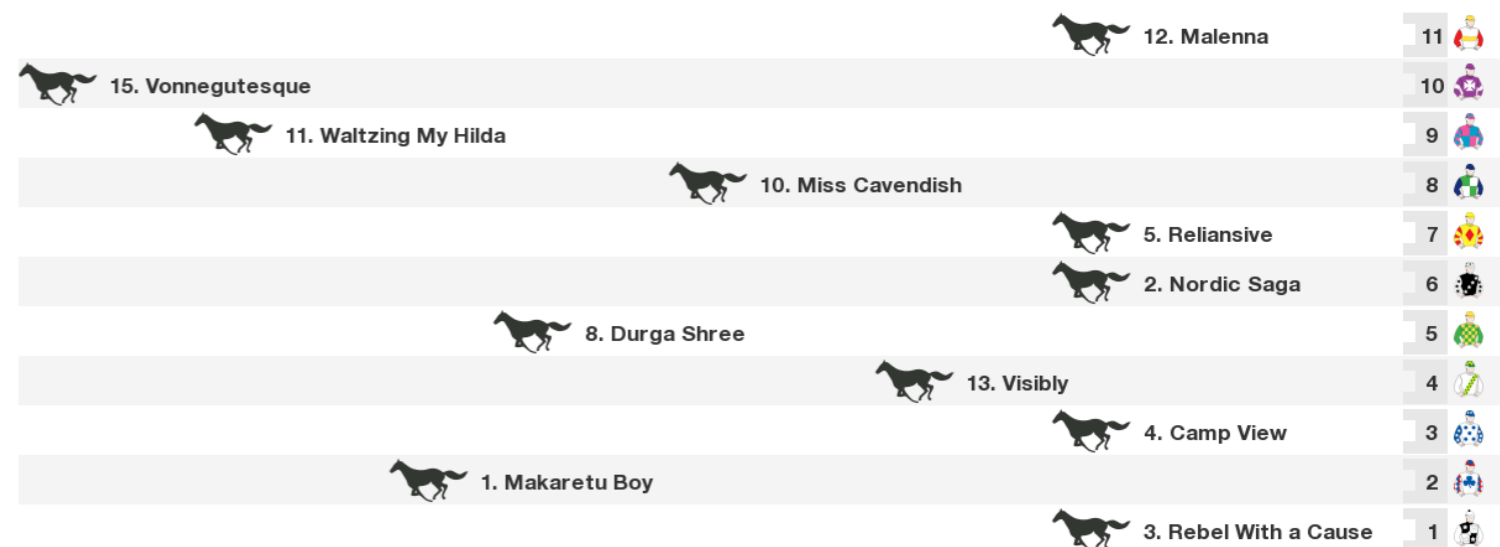 12. Malenna 11
15. Vonnegutesque 10
11. Waltzing My Hilda 9
10. Miss Cavendish 8
5. Reliansive 7
2. Nordic Saga 6
8. Durga Shree 5
13. Visibly 4
4. Camp View 3
1. Makaretu Boy 2
3. Rebel With a Cause 1